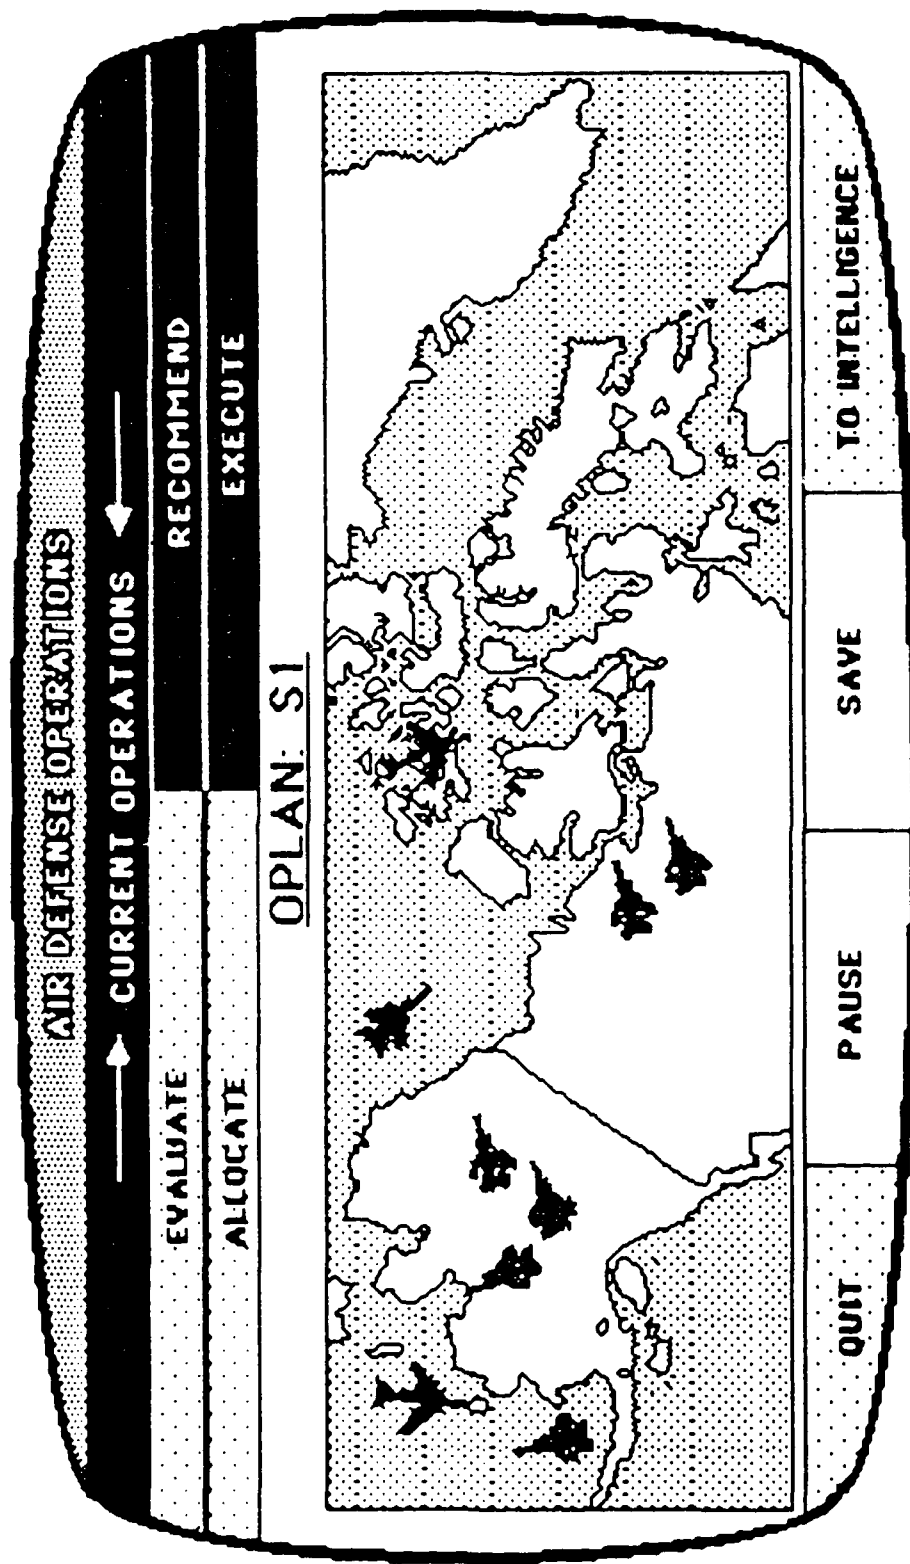 AIR DEFENSE OPERATIONS
CURRENT OPERATIONS
EVALUATE RECOMMEND
ALLOCATE EXECUTE
OPLAN: S1
QUIT PAUSE SAVE TO INTELLIGENCE